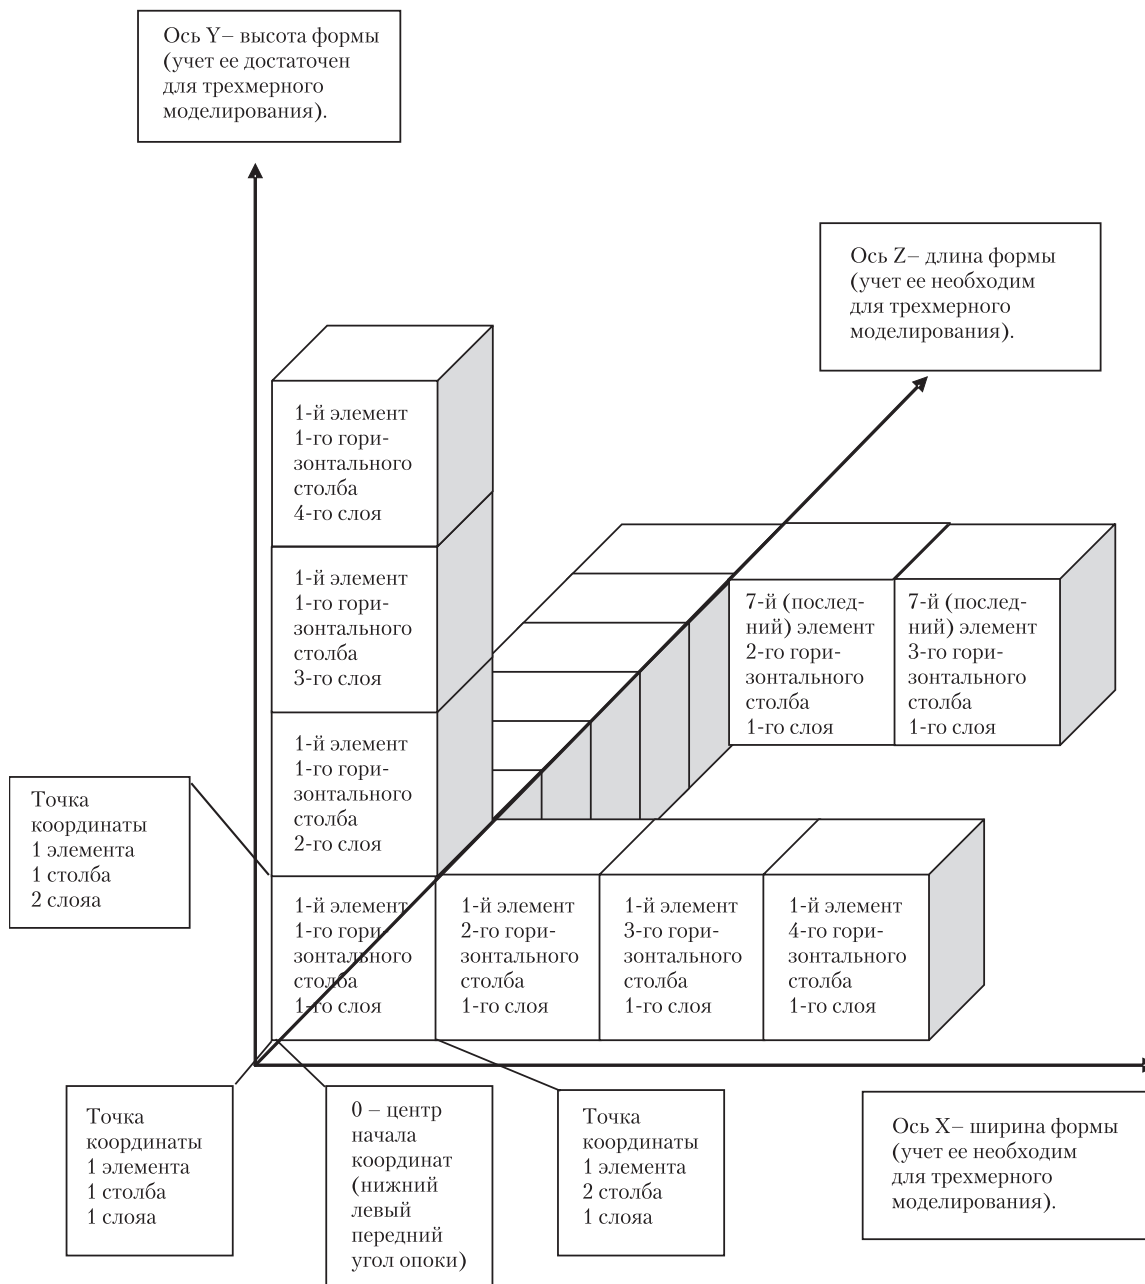 Ось Y– высота формы
(учет ее достаточен
для трехмерного
моделирования).
Ось Z– длина формы
(учет ее необходим
для трехмерного
моделирования).
1-й элемент
1-го гори-
зонтального
столба
4-го слоя
1-й элемент
1-го гори-
зонтального
столба
3-го слоя
7-й (послед-
ний) элемент
2-го гори-
зонтального
столба
1-го слоя
7-й (послед-
ний) элемент
3-го гори-
зонтального
столба
1-го слоя
1-й элемент
1-го гори-
зонтального
столба
2-го слоя
Точка
координаты
1 элемента
1 столба
2 слояа
1-й элемент
1-го гори-
зонтального
столба
1-го слоя
1-й элемент
2-го гори-
зонтального
столба
1-го слоя
1-й элемент
3-го гори-
зонтального
столба
1-го слоя
1-й элемент
4-го гори-
зонтального
столба
1-го слоя
Точка
координаты
1 элемента
1 столба
1 слояа
0 – центр
начала
координат
(нижний
левый
передний
угол опоки)
Точка
координаты
1 элемента
2 столба
1 слояа
Ось X– ширина формы
(учет ее необходим
для трехмерного
моделирования).